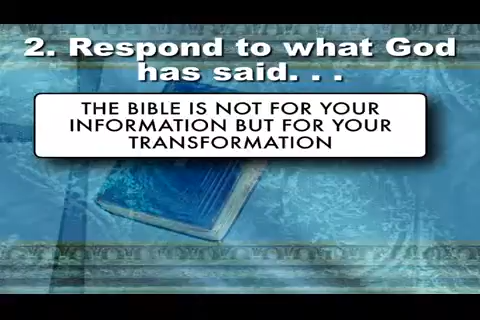 2. Respond to what God
has said. . .
THE BIBLE IS NOT FOR YOUR
INFORMATION BUT FOR YOUR
TRANSFORMATION